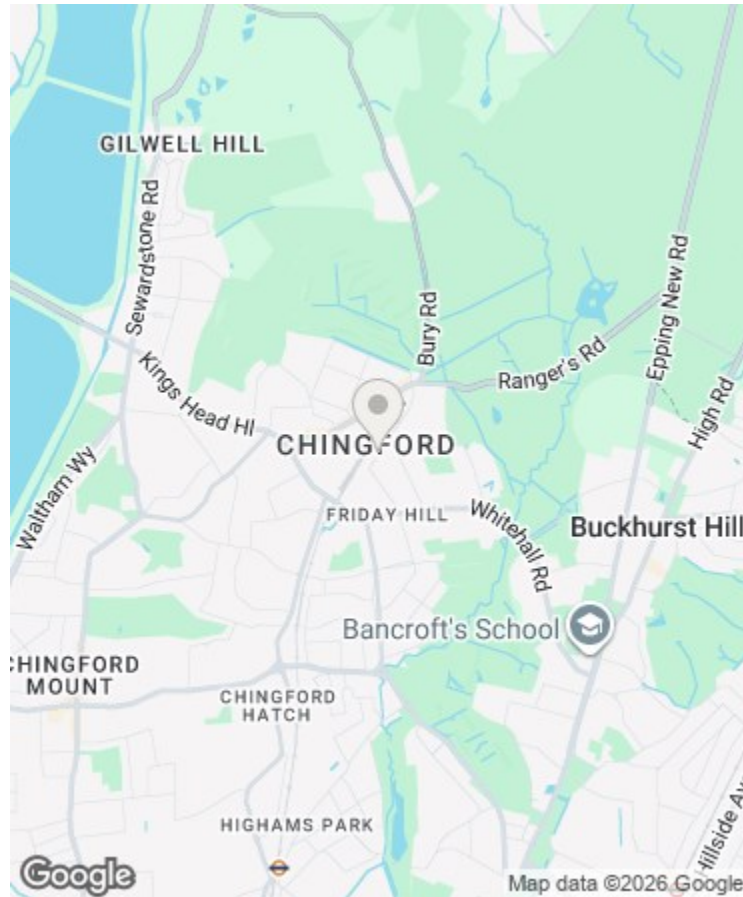 GILWELL HILL
Sewardstone Rd
Bury Rd
Epping New Rd
Ranger's Rd
Kings Head Hl
High Rd
CHINGFORD
Waltham Wy
FRIDAY HILL
Whitehall Rd
Buckhurst Hill
Bancroft's School
CHINGFORD
MOUNT
CHINGFORD
HATCH
HIGHAMS PARK
Hillside Av
Google
Map data ©2026 Google